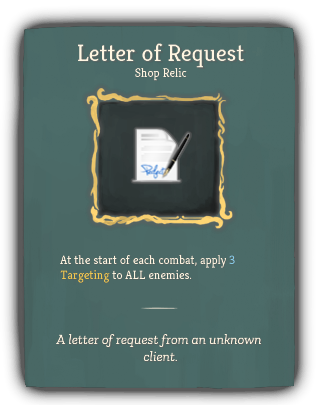 Letter of Request
Shop Relic
At the start of each combat, apply 3
Targeting to ALL enemies.
A letter of request from an unknown
client.